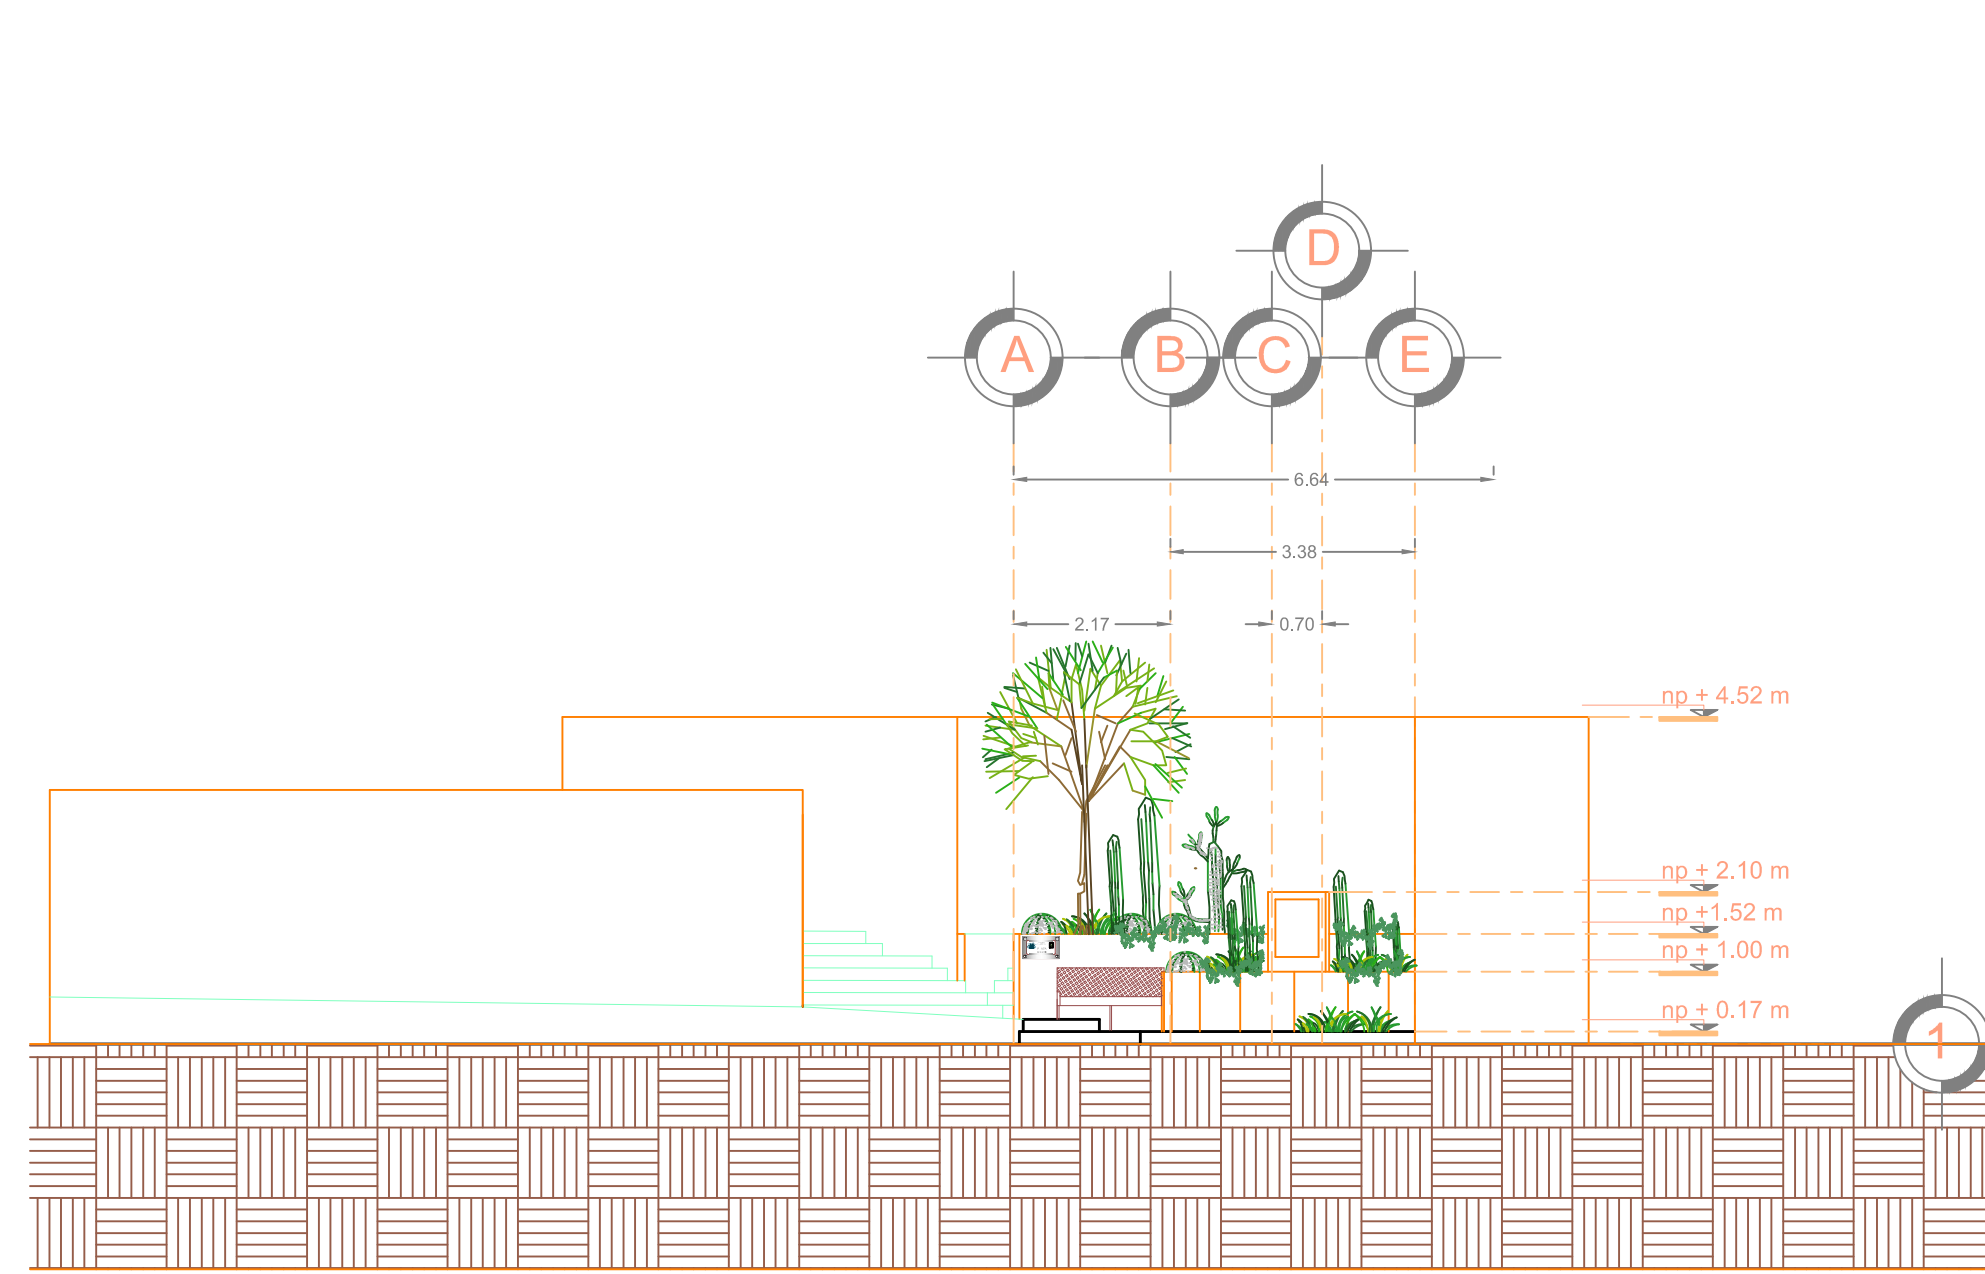 D
A B C E
6.64
3.38
2.17 0.70
np + 4.52 m
np + 2.10 m
np +1.52 m
np + 1.00 m
np + 0.17 m
1